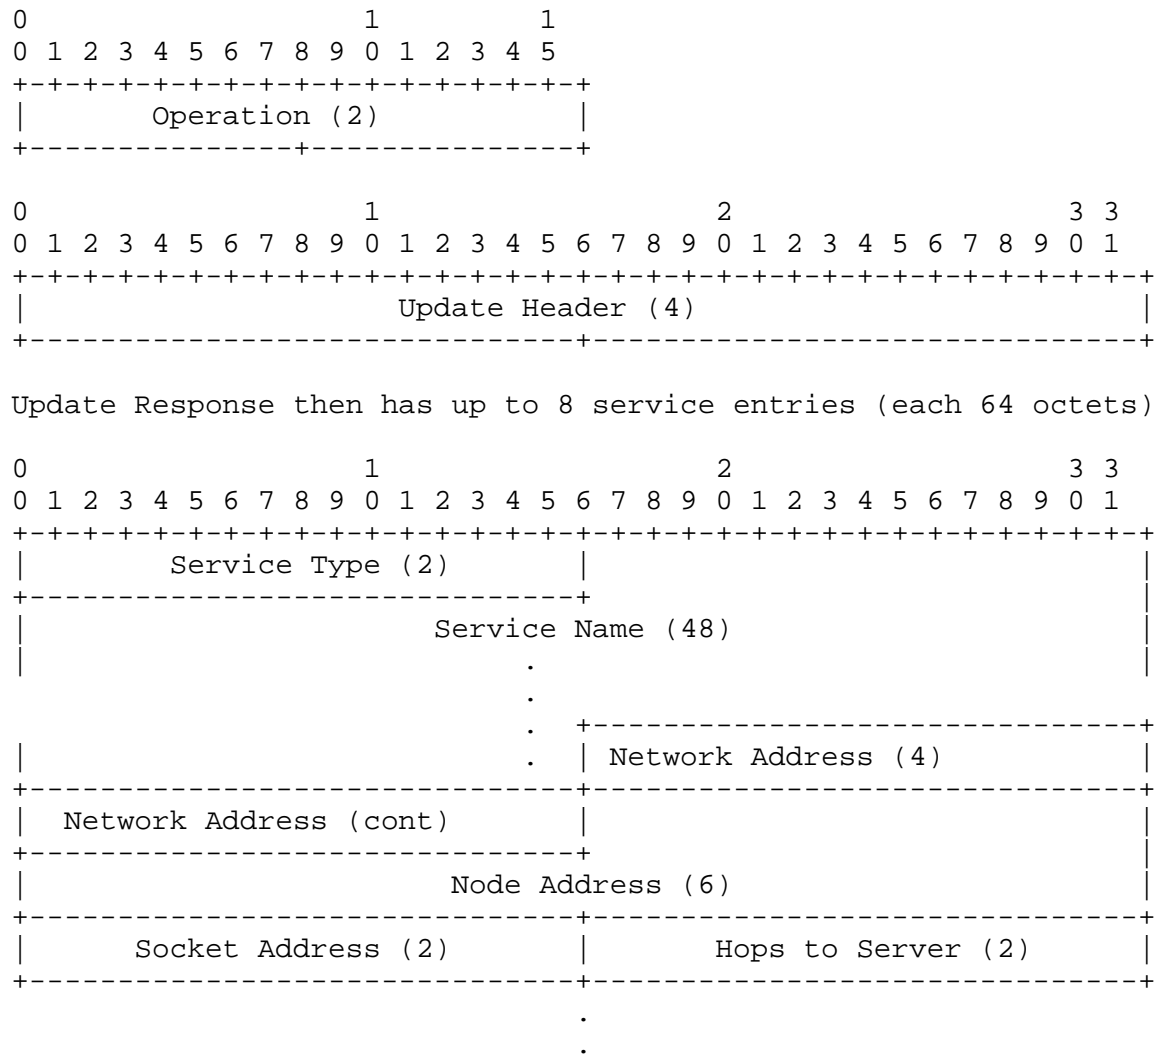 0                   1         1
0 1 2 3 4 5 6 7 8 9 0 1 2 3 4 5
+-+-+-+-+-+-+-+-+-+-+-+-+-+-+-+-+
|       Operation (2)           |
+---------------+---------------+
0                   1                   2                   3 3
0 1 2 3 4 5 6 7 8 9 0 1 2 3 4 5 6 7 8 9 0 1 2 3 4 5 6 7 8 9 0 1
+-+-+-+-+-+-+-+-+-+-+-+-+-+-+-+-+-+-+-+-+-+-+-+-+-+-+-+-+-+-+-+-+
|                     Update Header (4)                         |
+-------------------------------+-------------------------------+
Update Response then has up to 8 service entries (each 64 octets)
0                   1                   2                   3 3
0 1 2 3 4 5 6 7 8 9 0 1 2 3 4 5 6 7 8 9 0 1 2 3 4 5 6 7 8 9 0 1
+-+-+-+-+-+-+-+-+-+-+-+-+-+-+-+-+-+-+-+-+-+-+-+-+-+-+-+-+-+-+-+-+
|        Service Type (2)       |                               |
+-------------------------------+                               |
|                       Service Name (48)                       |
|                            .                                  |
                             .
                             .  +-------------------------------+
|                            .  | Network Address (4)           |
+-------------------------------+-------------------------------+
|  Network Address (cont)       |                               |
+-------------------------------+                               |
|                        Node Address (6)                       |
+-------------------------------+-------------------------------+
|      Socket Address (2)       |       Hops to Server (2)      |
+-------------------------------+-------------------------------+
                                .
                                .